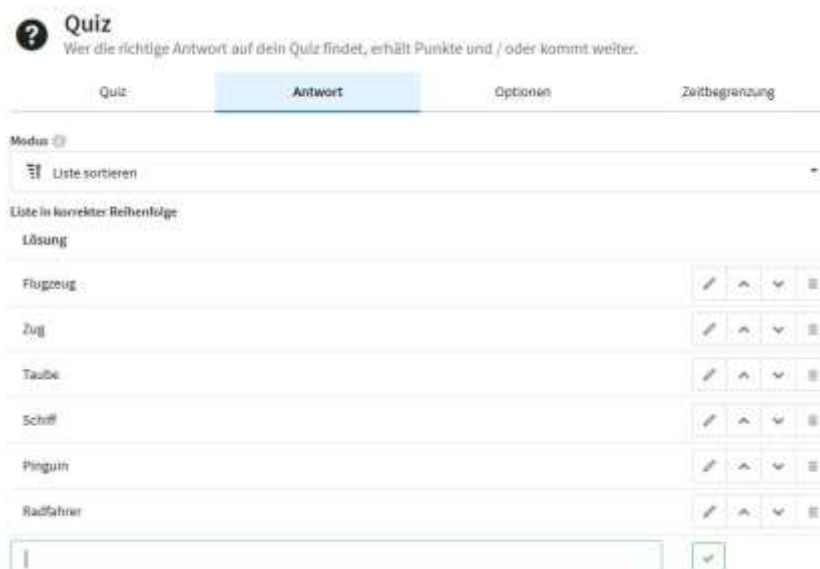 Quiz
Wer die richtige Antwort auf dein Quiz findet, erhält Punkte und / oder kommt weiter.
Quiz Antwort Optionen Zeitbegrenzung
Modus
Liste sortieren
Liste in korrekter Reihenfolge
Lösung
Flugzeug
Zug
Taube
Schiff
Pinguin
Radfahrer